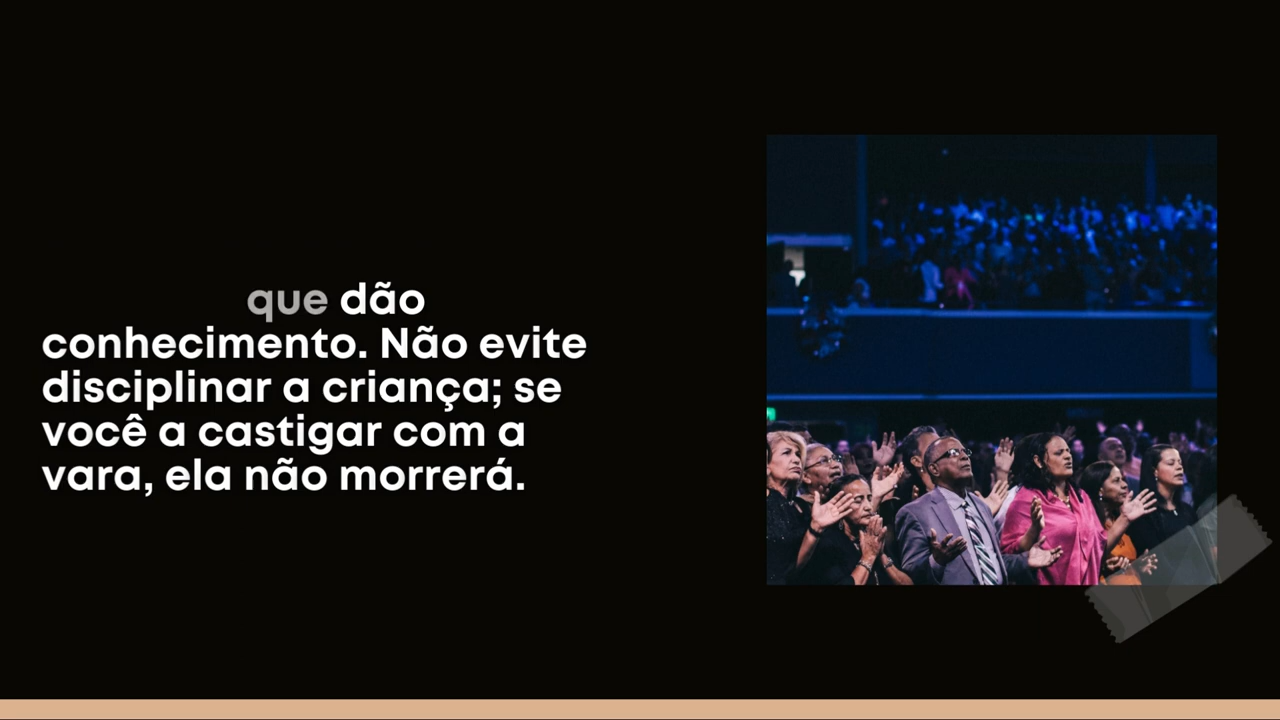 que dão
conhecimento. Não evite
disciplinar a criança; se
você a castigar com a
vara, ela não morrerá.